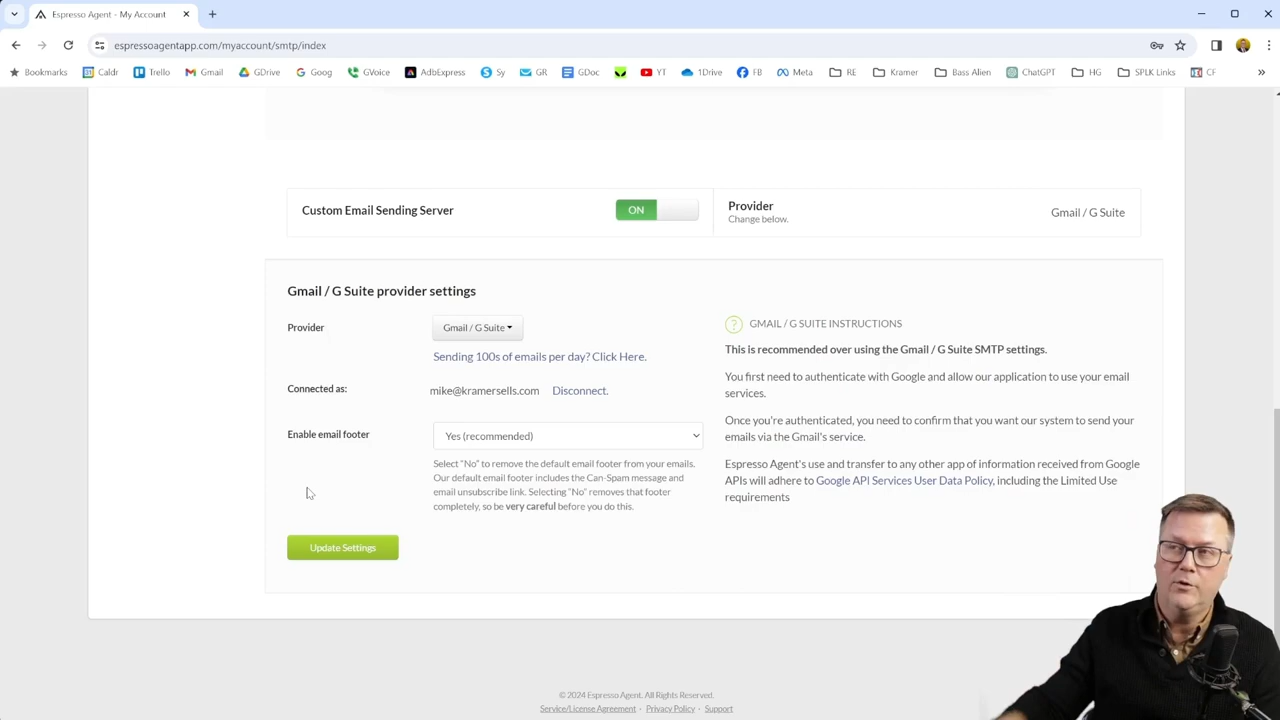 Espresso Agent - My Account
espressoagentapp.com/myaccount/smtp/index
Bookmarks Caldr Trello Gmail GDrive Goog GVoice AdbExpress Sy GR GDoc YT 1Drive FB Meta RE Kramer Bass Alien ChatGPT HG SPLK Links CF
Custom Email Sending Server
ON
Provider
Change below.
Gmail / G Suite
Gmail / G Suite provider settings
Provider
Gmail / G Suite
Sending 100s of emails per day? Click Here.
Connected as:
mike@kramersells.com Disconnect.
Enable email footer
Yes (recommended)
Select "No" to remove the default email footer from your emails.
Our default email footer includes the Can-Spam message and
email unsubscribe link. Selecting "No" removes that footer
completely, so be very careful before you do this.
Update Settings
? GMAIL / G SUITE INSTRUCTIONS
This is recommended over using the Gmail / G Suite SMTP settings.
You first need to authenticate with Google and allow our application to use your email
services.
Once you're authenticated, you need to confirm that you want our system to send your
emails via the Gmail's service.
Espresso Agent's use and transfer to any other app of information received from Google
APIs will adhere to Google API Services User Data Policy, including the Limited Use
requirements
© 2024 Espresso Agent. All Rights Reserved.
Service/License Agreement · Privacy Policy · Support